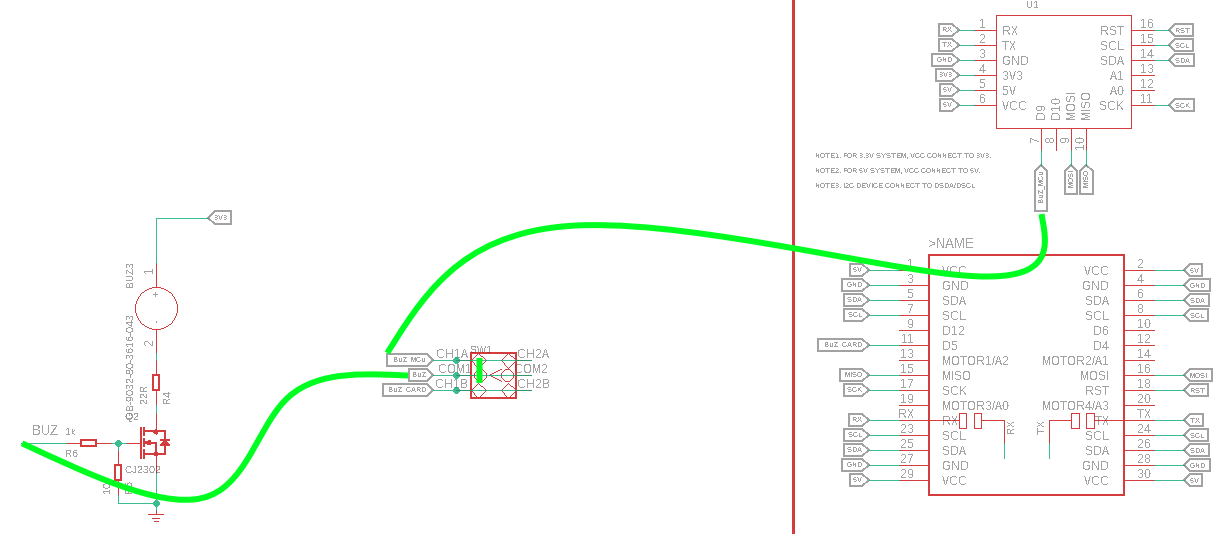 U1
RX 1 RX RST 16 RST
TX 2 TX SCL 15 SCL
GND 3 GND SDA 14 SDA
3V3 4 3V3 A1 13
5V 5 5V A0 12
5V 6 VCC SCK 11 SCK
D9 D10 MOSI MISO
7 8 9 10
BuZ MCu MOSI MISO
NOTE1. FOR 3.3V SYSTEM, VCC CONNECT TO 3V3.
NOTE2. FOR 5V SYSTEM, VCC CONNECT TO 5V.
NOTE3. I2C DEVICE CONNECT TO DSDA/DSCL
>NAME
5V 1 VCC VCC 2 5V
GND 3 GND GND 4 GND
SDA 5 SDA SDA 6 SDA
SCL 7 SCL SCL 8 SCL
9 D12 D6 10
BUZ CARD 11 D5 D4 12
13 MOTOR1/A2 MOTOR2/A1 14
MISO 15 MISO MOSI 16 MOSI
SCK 17 SCK RST 18 RST
19 MOTOR3/A0 MOTOR4/A3 20
RX RX RX RX TX TX TX TX
SCL 23 SCL SCL 24 SCL
SDA 25 SDA SDA 26 SDA
GND 27 GND GND 28 GND
5V 29 VCC VCC 30 5V
3V3
BUZ3
1
+
-
2
QB-9032-80-3616-043
22R
R4
Q2
BUZ 1k
R6
CJ2302
SW1
BuZ MCu CH1A CH2A
BuZ COM1 COM2
BuZ CARD CH1B CH2B